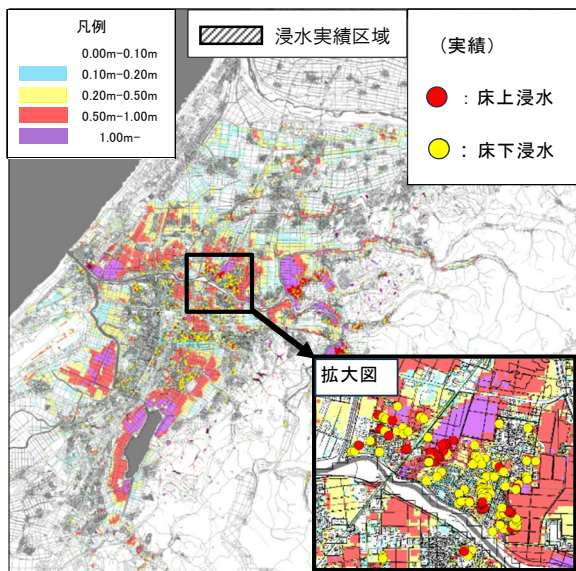 凡例
0.00m-0.10m
0.10m-0.20m
0.20m-0.50m
0.50m-1.00m
1.00m-
浸水実績区域
(実績)
：床上浸水
：床下浸水
拡大図